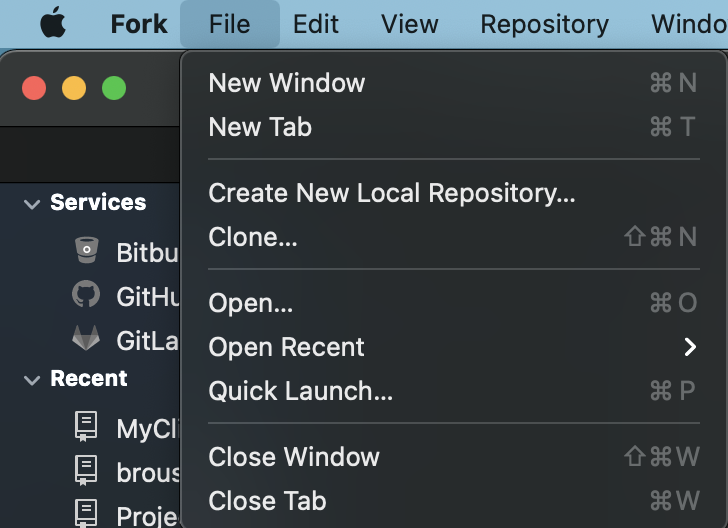 Fork File Edit View Repository Windo
New Window ⌘ N
New Tab ⌘ T
Create New Local Repository...
Clone... ⇧⌘ N
Open... ⌘ O
Open Recent
Quick Launch... ⌘ P
Close Window ⇧⌘W
Close Tab ⌘W
Services
Bitbu
GitHu
GitLa
Recent
MyCli
brous
Proje